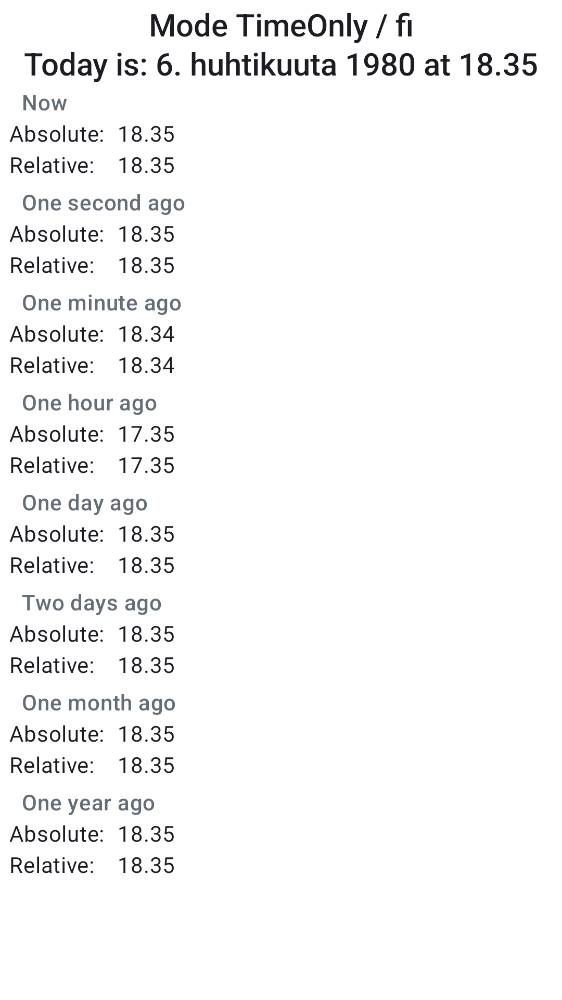 Mode TimeOnly / fi
Today is: 6. huhtikuuta 1980 at 18.35
Now
Absolute: 18.35
Relative: 18.35
One second ago
Absolute: 18.35
Relative: 18.35
One minute ago
Absolute: 18.34
Relative: 18.34
One hour ago
Absolute: 17.35
Relative: 17.35
One day ago
Absolute: 18.35
Relative: 18.35
Two days ago
Absolute: 18.35
Relative: 18.35
One month ago
Absolute: 18.35
Relative: 18.35
One year ago
Absolute: 18.35
Relative: 18.35